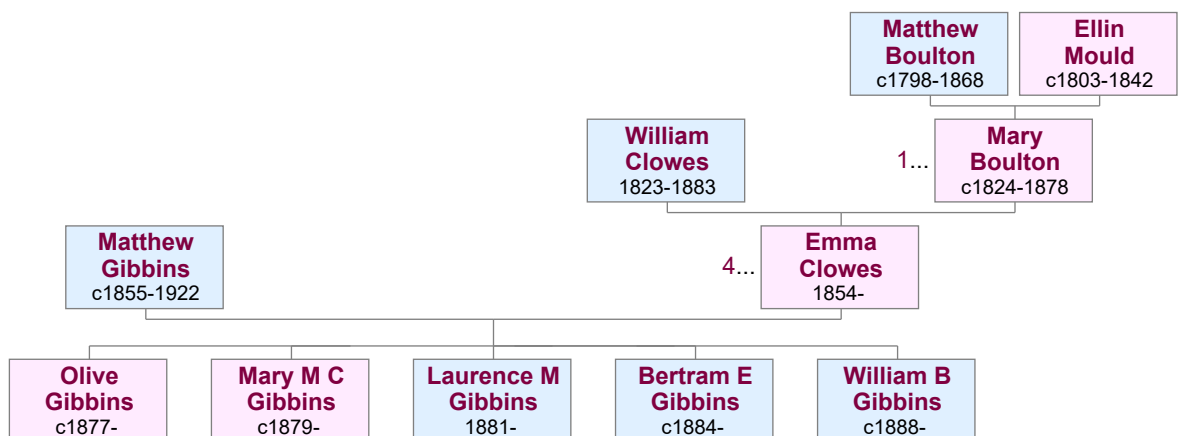 Matthew
Boulton
c1798-1868
Ellin
Mould
c1803-1842
William
Clowes
1823-1883
1...
Mary
Boulton
c1824-1878
Matthew
Gibbins
c1855-1922
4...
Emma
Clowes
1854-
Olive
Gibbins
c1877-
Mary M C
Gibbins
c1879-
Laurence M
Gibbins
1881-
Bertram E
Gibbins
c1884-
William B
Gibbins
c1888-